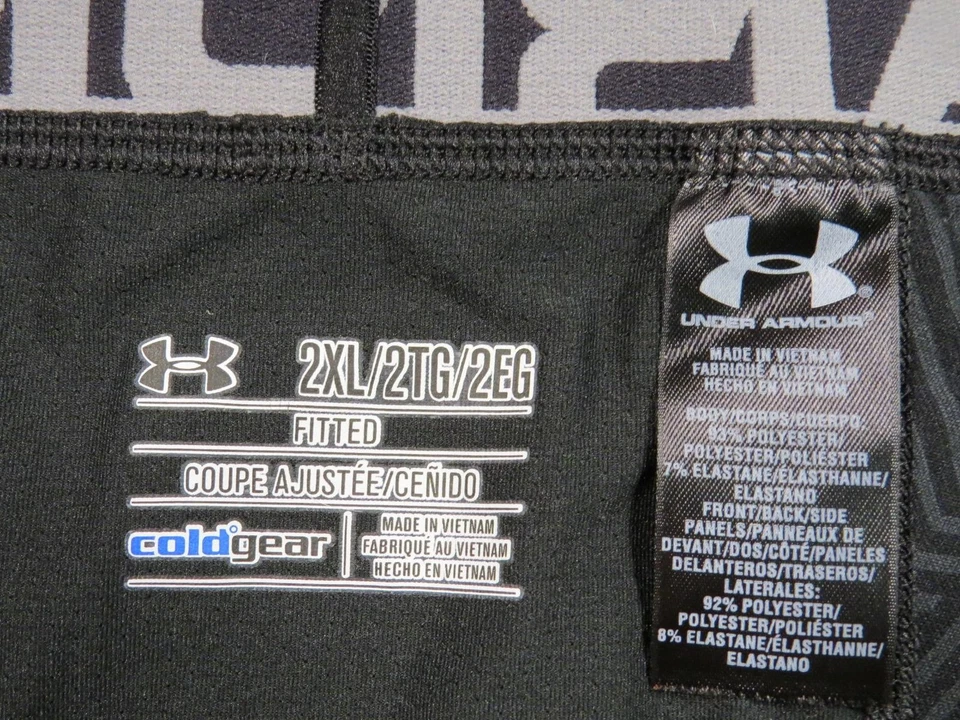 2XL/2TG/2EG
FITTED
COUPE AJUSTÉE/CEÑIDO
cold°gear
MADE IN VIETNAM
FABRIQUÉ AU VIETNAM
HECHO EN VIETNAM
UNDER ARMOUR®
MADE IN VIETNAM
FABRIQUÉ AU VIETNAM
HECHO EN VIETNAM
BODY/CORPS/CUERPO:
93% POLYESTER/
POLYESTER/POLIÉSTER
7% ELASTANE/ÉLASTHANNE/
ELASTANO
FRONT/BACK/SIDE
PANELS/PANNEAUX DE
DEVANT/DOS/CÔTÉ/PANELES
DELANTEROS/TRASEROS/
LATERALES:
92% POLYESTER/
POLYESTER/POLIÉSTER
8% ELASTANE/ÉLASTHANNE/
ELASTANO